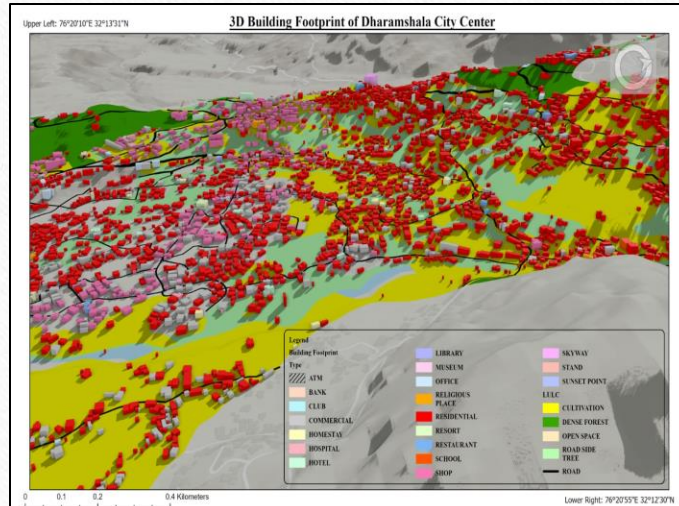 Upper Left: 76°20'10"E 32°13'31"N
3D Building Footprint of Dharamshala City Center
Legend
Building Footprint
Type
ATM
BANK
CLUB
COMMERCIAL
HOMESTAY
HOSPITAL
HOTEL
LIBRARY
MUSEUM
OFFICE
RELIGIOUS
PLACE
RESIDENTIAL
RESORT
RESTAURANT
SCHOOL
SHOP
SKYWAY
STAND
SUNSET POINT
LULC
CULTIVATION
DENSE FOREST
OPEN SPACE
ROAD SIDE
TREE
ROAD
0 0.1 0.2 0.4 Kilometers
Lower Right: 76°20'55"E 32°12'30"N